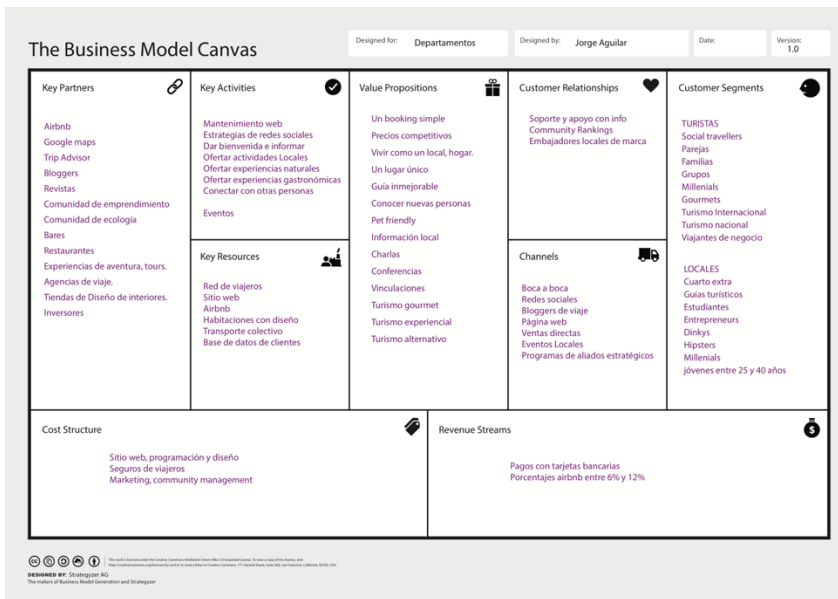 The Business Model Canvas
Designed for:
Departamentos
Designed by:
Jorge Aguilar
Date:
Version:
1.0
Key Partners
Airbnb
Google maps
Trip Advisor
Bloggers
Revistas
Comunidad de emprendimiento
Comunidad de ecología
Bares
Restaurantes
Experiencias de aventura, tours.
Agencias de viaje.
Tiendas de Diseño de interiores.
Inversores
Key Activities
Mantenimiento web
Estrategias de redes sociales
Dar bienvenida e informar
Ofertar actividades Locales
Ofertar experiencias naturales
Ofertar experiencias gastronómicas
Conectar con otras personas
Eventos
Key Resources
Red de viajeros
Sitio web
Airbnb
Habitaciones con diseño
Transporte colectivo
Base de datos de clientes
Value Propositions
Un booking simple
Precios competitivos
Vivir como un local, hogar.
Un lugar único
Guía inmejorable
Conocer nuevas personas
Pet friendly
Información local
Charlas
Conferencias
Vinculaciones
Turismo gourmet
Turismo experiencial
Turismo alternativo
Customer Relationships
Soporte y apoyo con info
Community Rankings
Embajadores locales de marca
Channels
Boca a boca
Redes sociales
Bloggers de viaje
Página web
Ventas directas
Eventos Locales
Programas de aliados estratégicos
Customer Segments
TURISTAS
Social travellers
Parejas
Familias
Grupos
Millenials
Gourmets
Turismo Internacional
Turismo nacional
Viajantes de negocio
LOCALES
Cuarto extra
Guías turísticos
Estudiantes
Entrepreneurs
Dinkys
Hipsters
Millenials
jóvenes entre 25 y 40 años
Cost Structure
Sitio web, programación y diseño
Seguros de viajeros
Marketing, community management
Revenue Streams
Pagos con tarjetas bancarias
Porcentajes airbnb entre 6% y 12%
DESIGNED BY: Strategyzer AG
The makers of Business Model Generation and Strategyzer